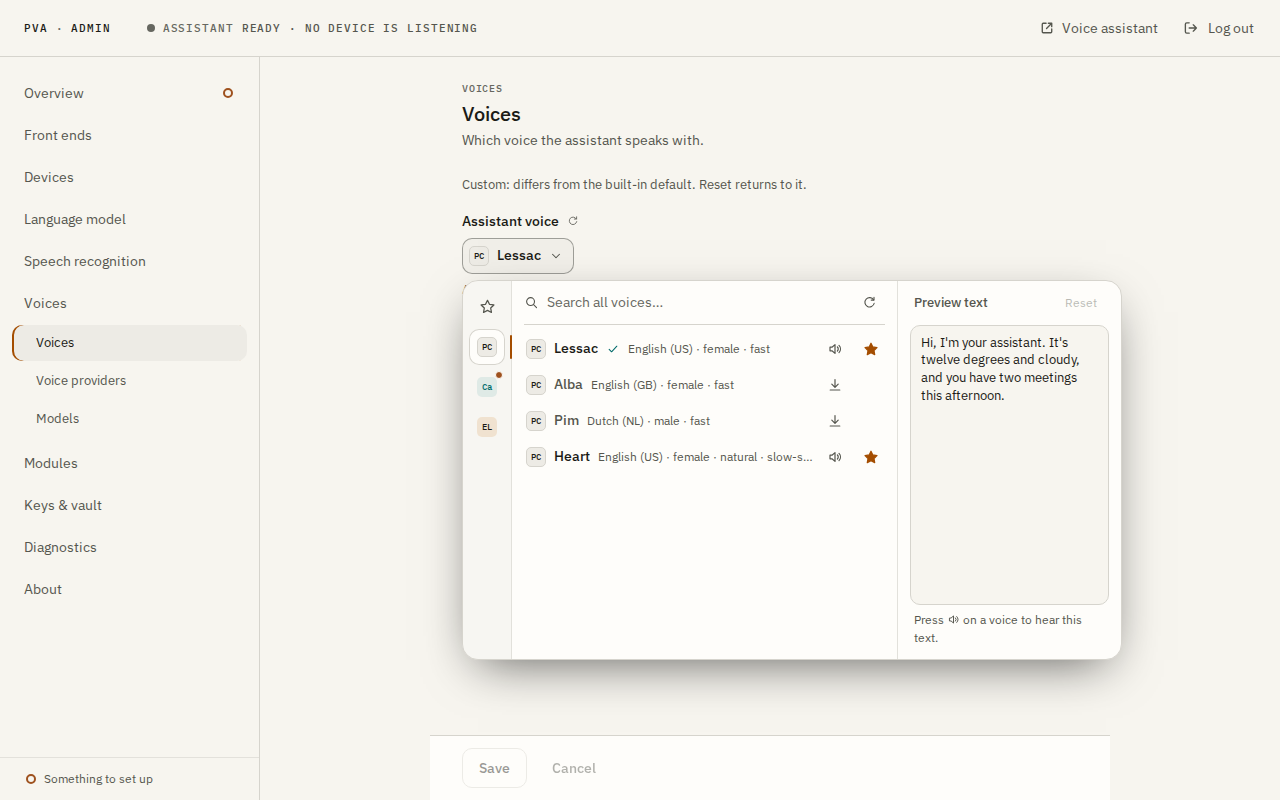 PVA · ADMIN
ASSISTANT READY · NO DEVICE IS LISTENING
Voice assistant
Log out
Overview
Front ends
Devices
Language model
Speech recognition
Voices
Voices
Voice providers
Models
Modules
Keys & vault
Diagnostics
About
Something to set up
VOICES
Voices
Which voice the assistant speaks with.
Custom: differs from the built-in default. Reset returns to it.
Assistant voice
PC Lessac
Search all voices...
PC
Ca
EL
PC Lessac English (US) · female · fast
PC Alba English (GB) · female · fast
PC Pim Dutch (NL) · male · fast
PC Heart English (US) · female · natural · slow-s...
Preview text
Reset
Hi, I'm your assistant. It's
twelve degrees and cloudy,
and you have two meetings
this afternoon.
Press on a voice to hear this
text.
Save
Cancel